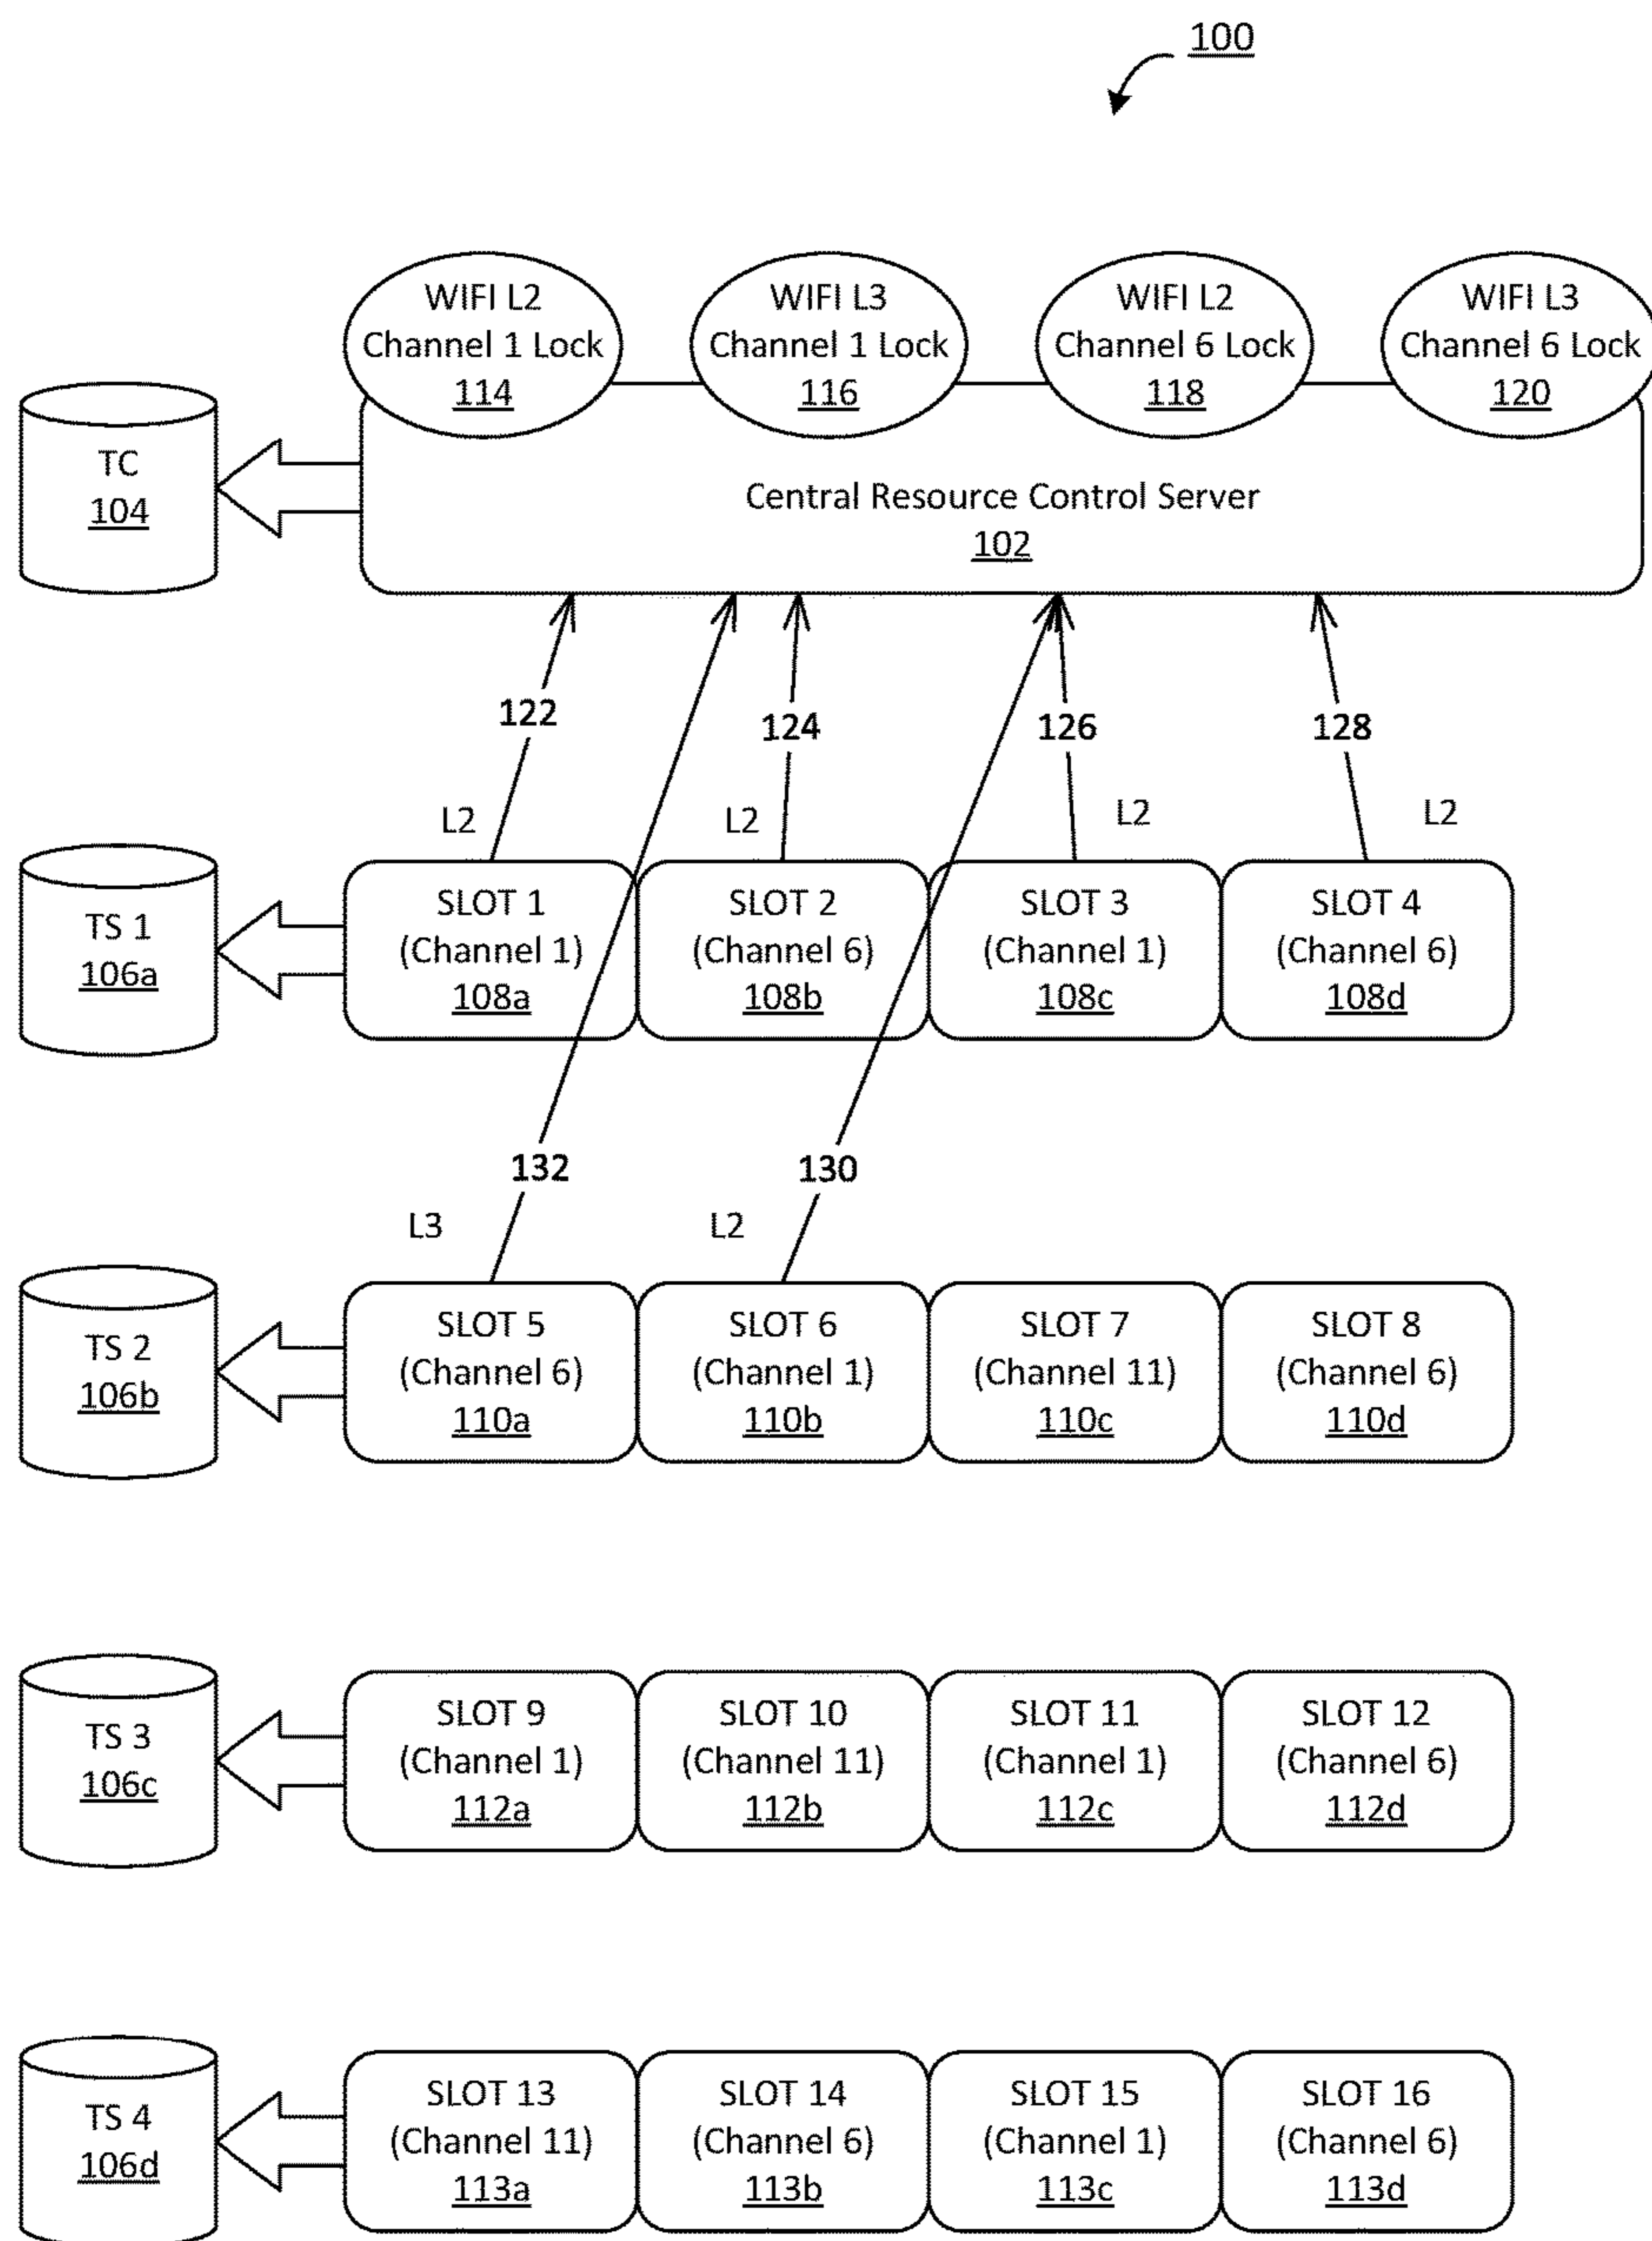 100
WIFI L2
Channel 1 Lock
114
WIFI L3
Channel 1 Lock
116
WIFI L2
Channel 6 Lock
118
WIFI L3
Channel 6 Lock
120
TC
104
Central Resource Control Server
102
122
124
126
128
L2
L2
L2
L2
TS 1
106a
SLOT 1
(Channel 1)
108a
SLOT 2
(Channel 6)
108b
SLOT 3
(Channel 1)
108c
SLOT 4
(Channel 6)
108d
132
130
L3
L2
TS 2
106b
SLOT 5
(Channel 6)
110a
SLOT 6
(Channel 1)
110b
SLOT 7
(Channel 11)
110c
SLOT 8
(Channel 6)
110d
TS 3
106c
SLOT 9
(Channel 1)
112a
SLOT 10
(Channel 11)
112b
SLOT 11
(Channel 1)
112c
SLOT 12
(Channel 6)
112d
TS 4
106d
SLOT 13
(Channel 11)
113a
SLOT 14
(Channel 6)
113b
SLOT 15
(Channel 1)
113c
SLOT 16
(Channel 6)
113d